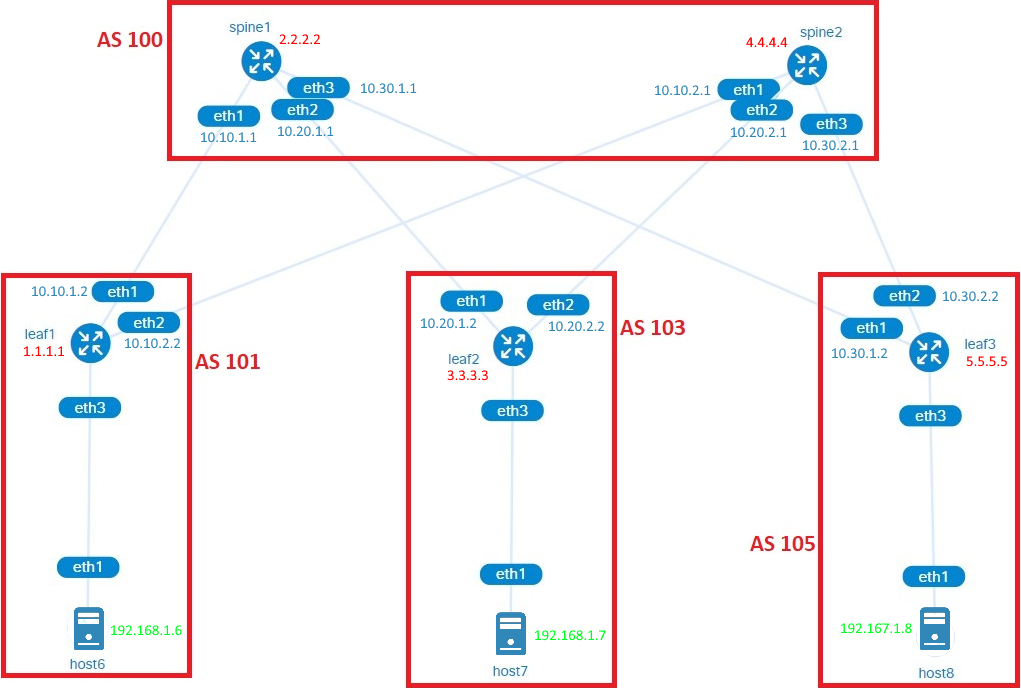 spine1
spine2
AS 100
2.2.2.2
4.4.4.4
eth3
10.30.1.1
10.10.2.1
eth1
eth1
eth2
eth2
eth3
10.10.1.1
10.20.1.1
10.20.2.1
10.30.2.1
10.10.1.2
eth1
eth2
leaf1
1.1.1.1
10.10.2.2
AS 101
eth3
eth1
192.168.1.6
host6
eth1
eth2
10.20.1.2
10.20.2.2
AS 103
leaf2
3.3.3.3
eth3
eth1
192.168.1.7
host7
eth2
10.30.2.2
eth1
10.30.1.2
leaf3
5.5.5.5
eth3
AS 105
eth1
192.167.1.8
host8